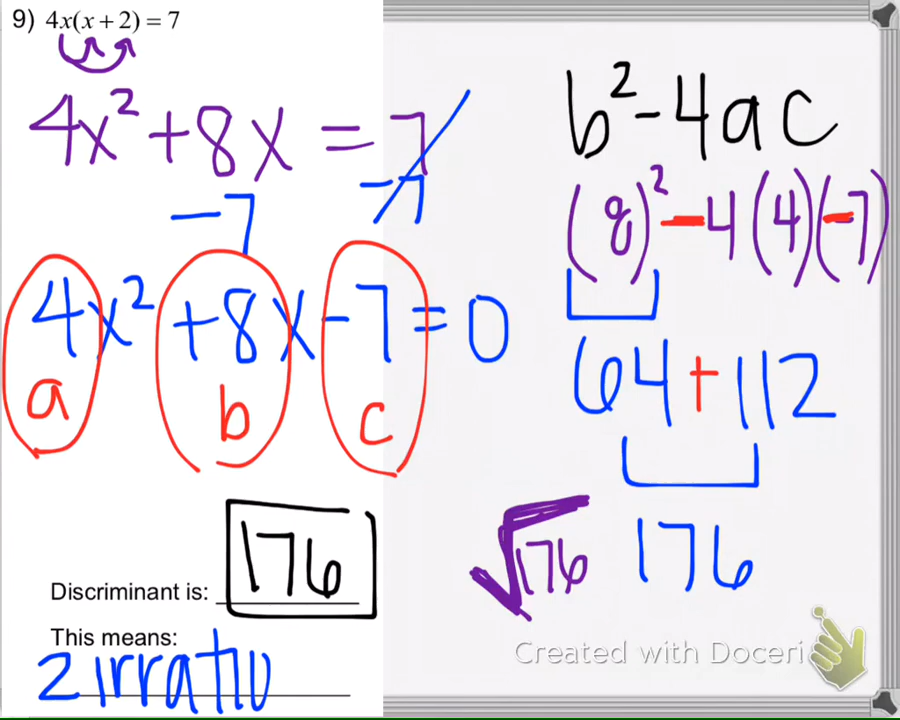 9) 4x(x + 2) = 7
4x² + 8x = 7
-7 -7
4x² + 8x - 7 = 0
a b c
b² - 4ac
(8)² - 4(4)(-7)
64 + 112
176
√176
Discriminant is: 176
This means:
2 irratio
Created with Doceri